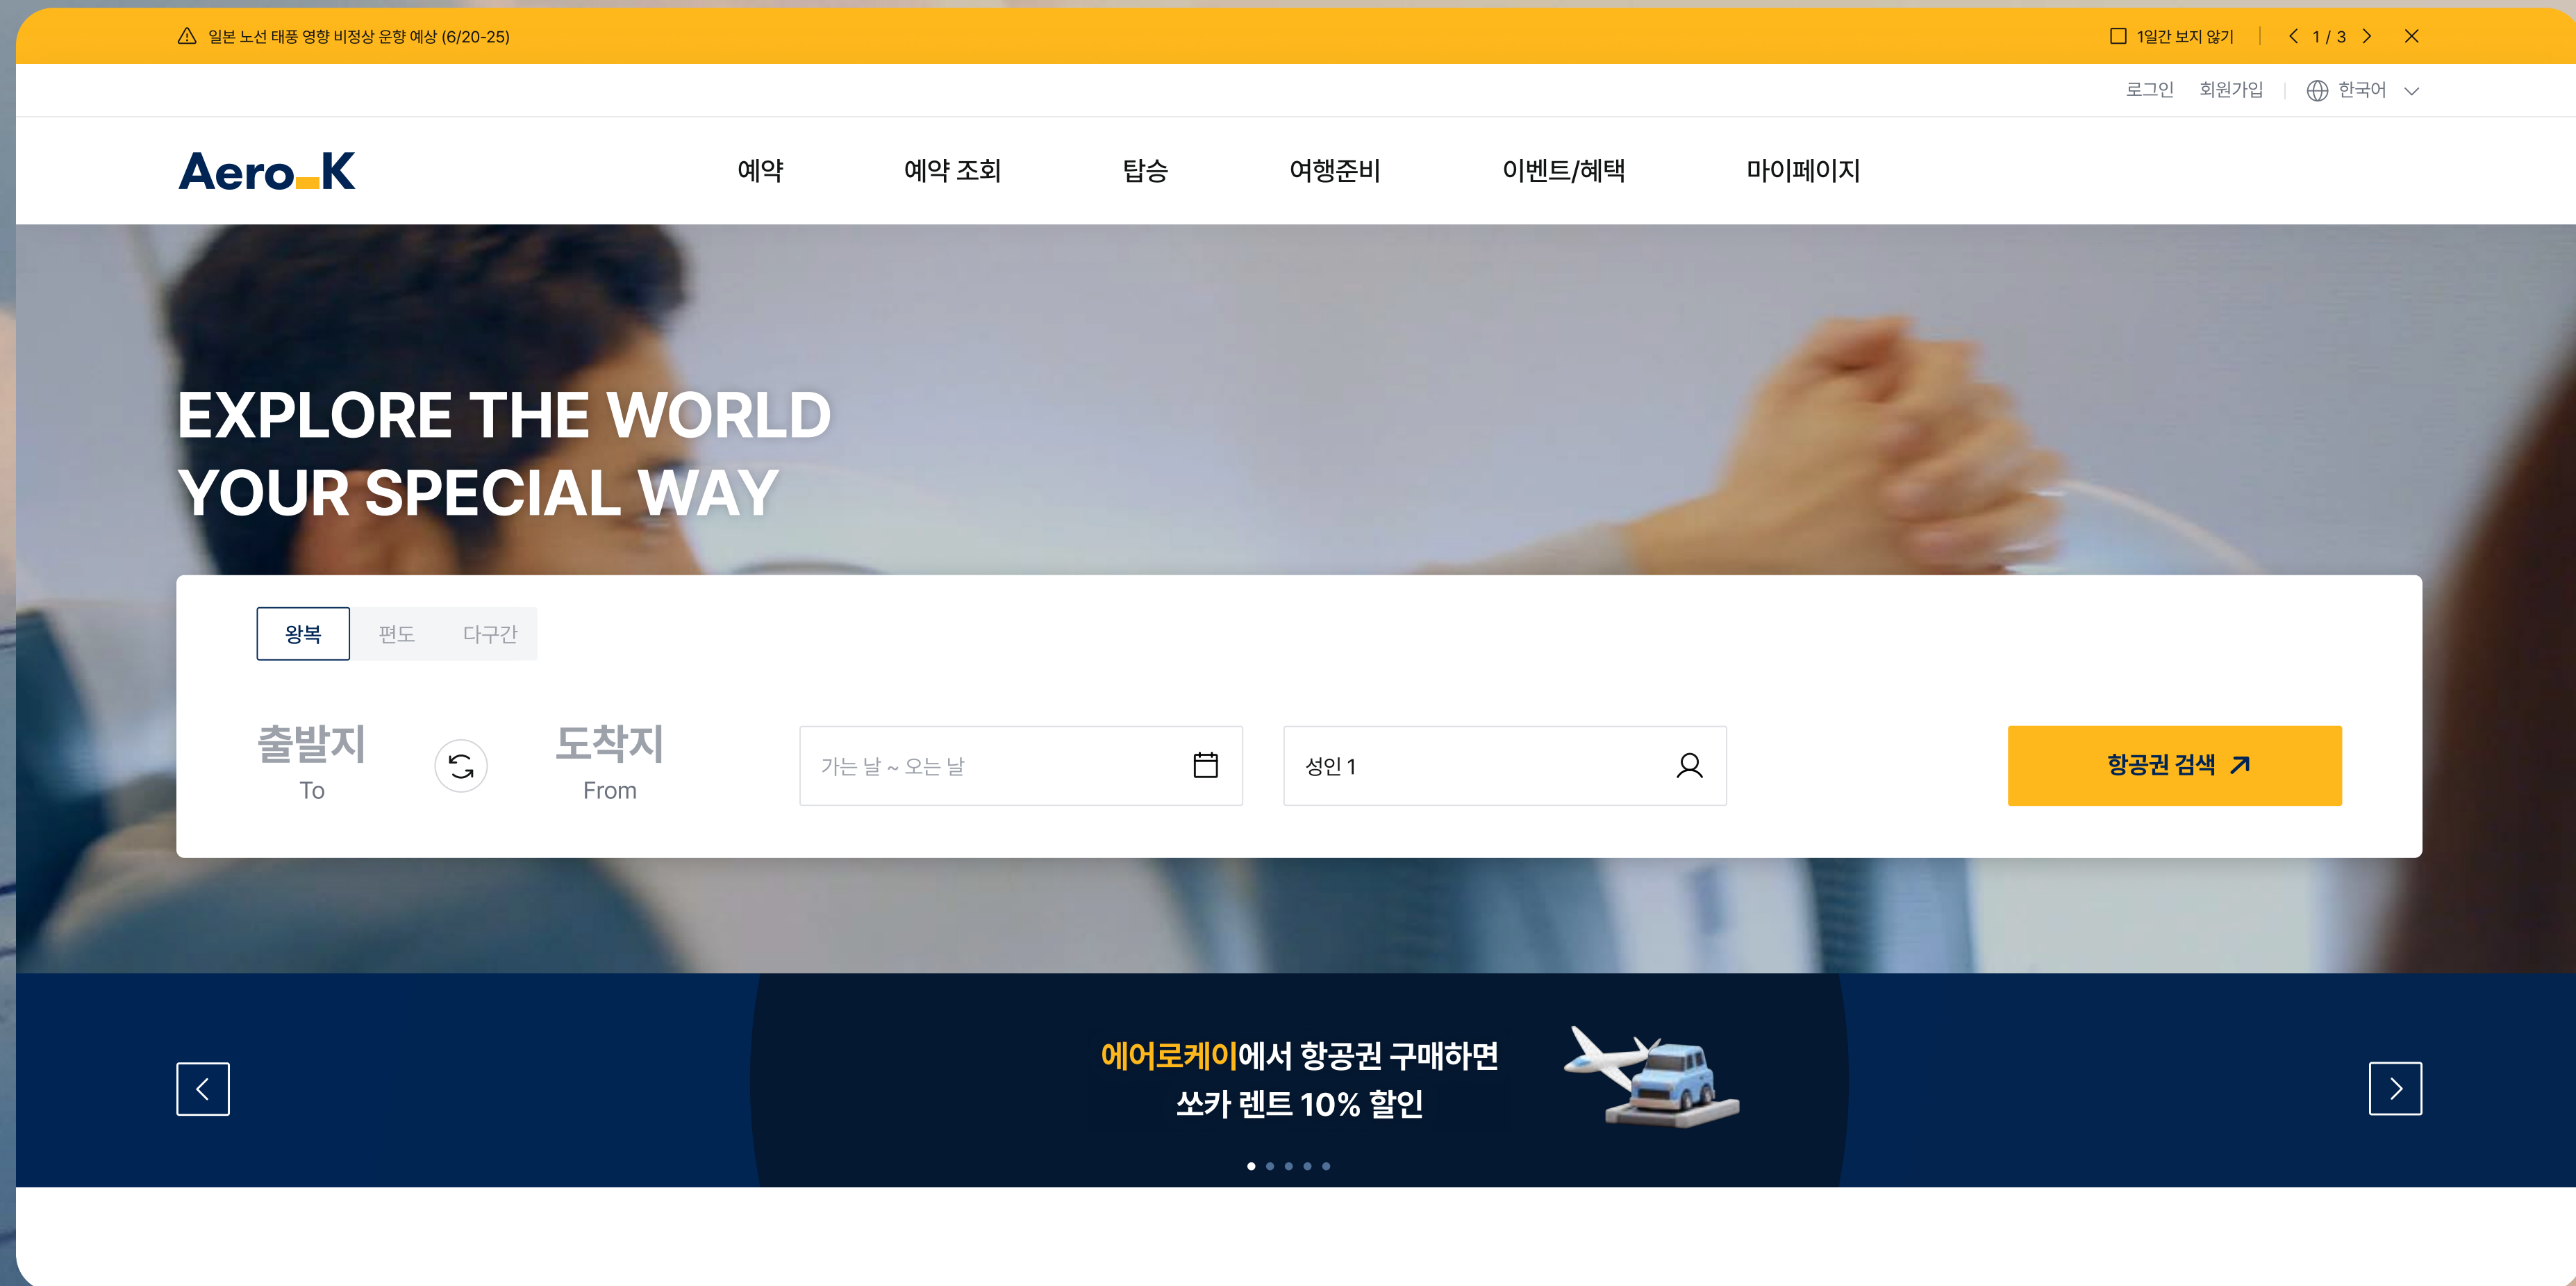 일본 노선 태풍 영향 비정상 운향 예상 (6/20-25)
1일간 보지 않기
1 / 3
로그인 회원가입 한국어
Aero_K
예약 예약 조회 탑승 여행준비 이벤트/혜택 마이페이지
EXPLORE THE WORLD
YOUR SPECIAL WAY
왕복 편도 다구간
출발지 도착지
To From
가는 날 ~ 오는 날
성인 1
항공권 검색
에어로케이에서 항공권 구매하면
쏘카 렌트 10% 할인